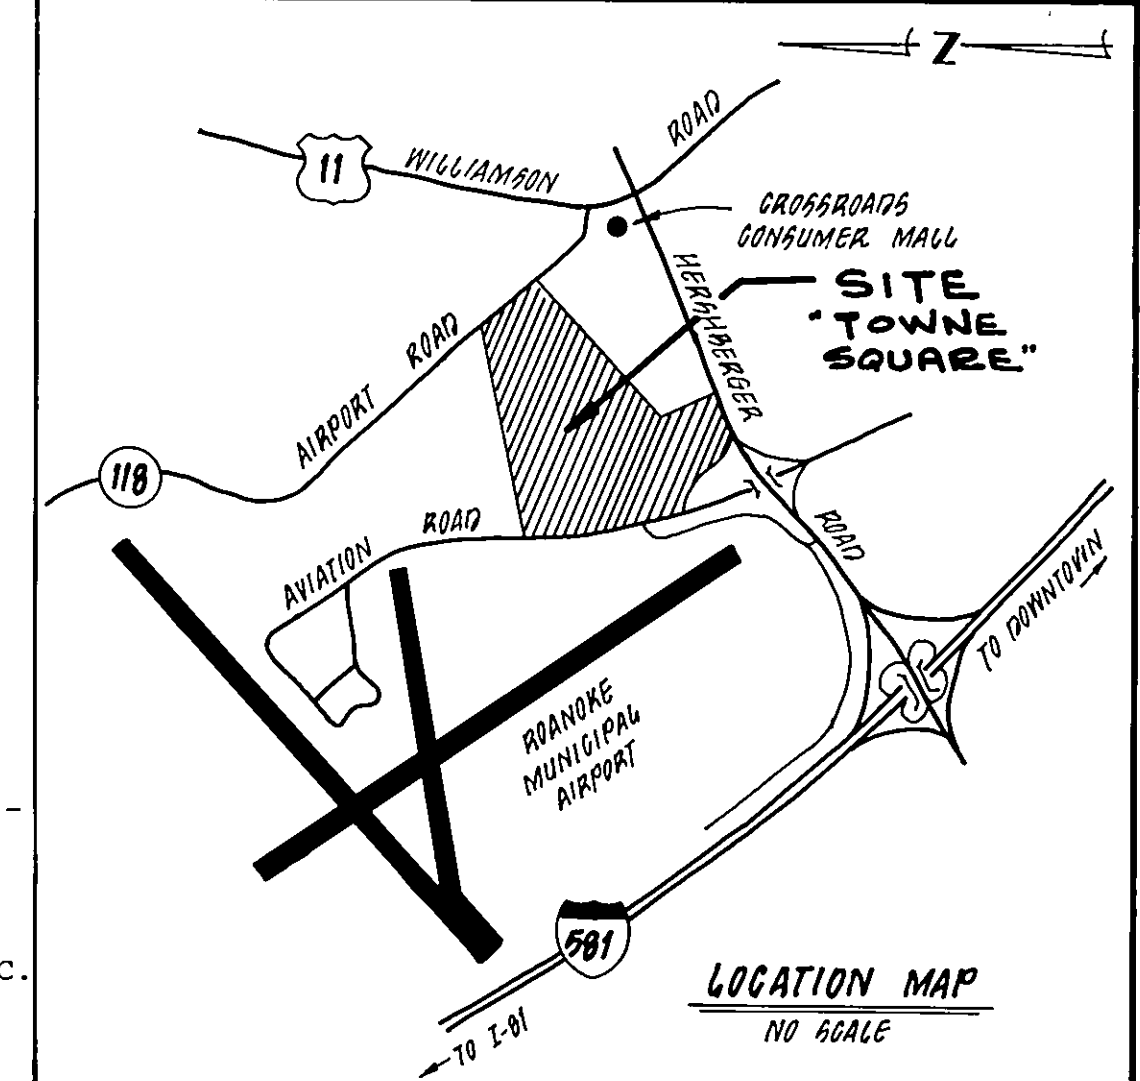 Z
ROAD
11
WILLIAMSON
CROSSROADS
CONSUMER MALL
SITE
"TOWNE
SQUARE"
HERSHBERGER
AIRPORT ROAD
118
ROAD
AVIATION ROAD
TO DOWNTOWN
ROANOKE
MUNICIPAL
AIRPORT
-
C.
581
LOCATION MAP
NO SCALE
TO I-81